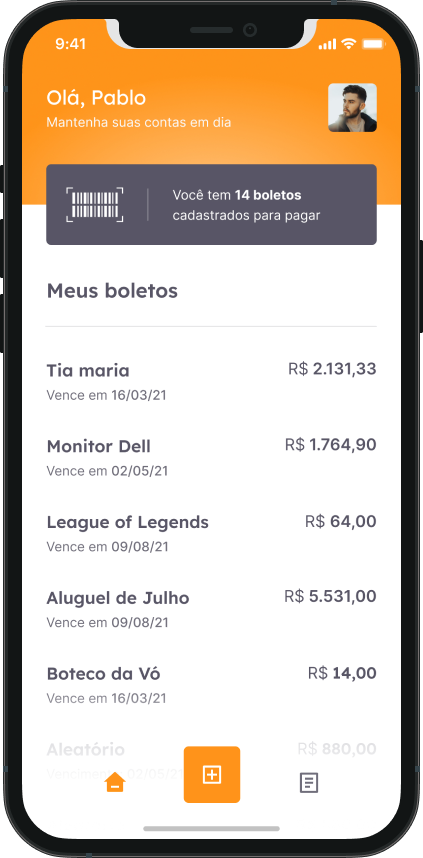 9:41
Olá, Pablo
Mantenha suas contas em dia
Você tem 14 boletos
cadastrados para pagar
Meus boletos
Tia maria
R$ 2.131,33
Vence em 16/03/21
Monitor Dell
R$ 1.764,90
Vence em 02/05/21
League of Legends
R$ 64,00
Vence em 09/08/21
Aluguel de Julho
R$ 5.531,00
Vence em 09/08/21
Boteco da Vó
R$ 14,00
Vence em 16/03/21
Aleatório
R$ 880,00
02/05/21